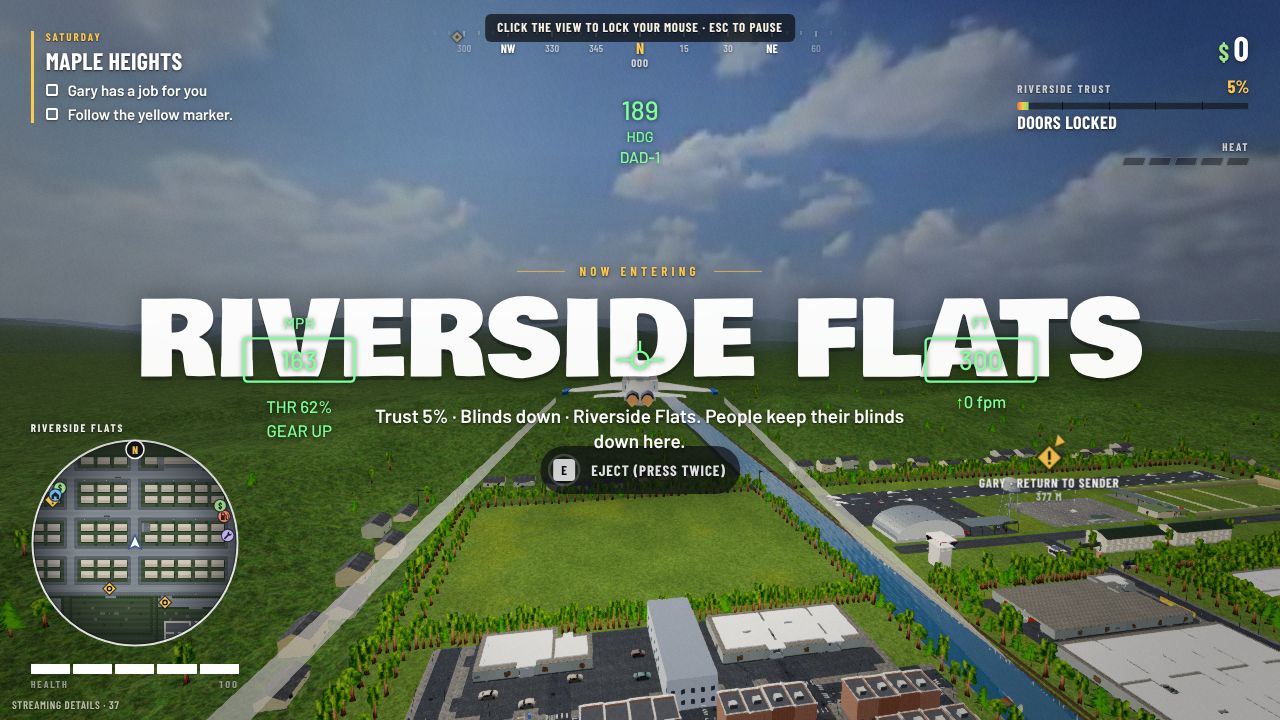 CLICK THE VIEW TO LOCK YOUR MOUSE · ESC TO PAUSE
SATURDAY
MAPLE HEIGHTS
Gary has a job for you
Follow the yellow marker.
300 NW 330 345 N 15 30 NE 60
000
$0
RIVERSIDE TRUST 5%
DOORS LOCKED
HEAT
189
HDG
DAD-1
NOW ENTERING
RIVERSIDE FLATS
MPH
163
THR 62%
GEAR UP
FT
300
↑0 fpm
Trust 5% · Blinds down · Riverside Flats. People keep their blinds
down here.
E EJECT (PRESS TWICE)
GARY · RETURN TO SENDER
377 M
RIVERSIDE FLATS
N
$
$
HEALTH 100
STREAMING DETAILS · 37